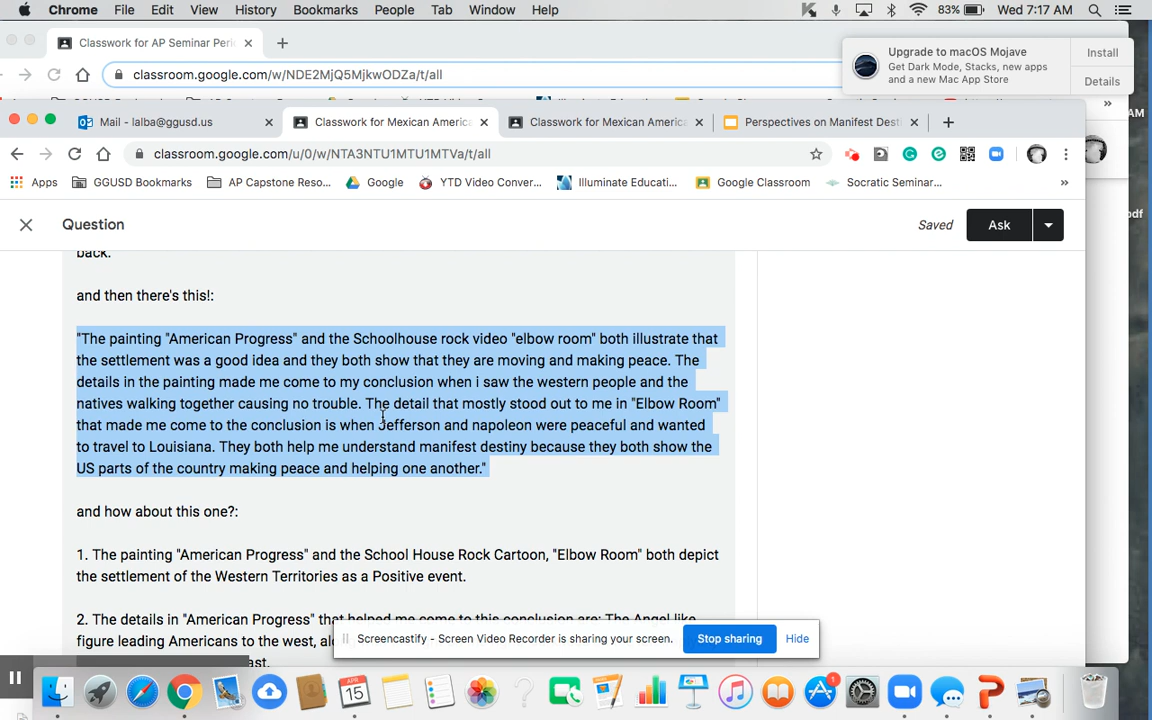 Chrome File Edit View History Bookmarks People Tab Window Help 83% Wed 7:17 AM
Classwork for AP Seminar Peri
classroom.google.com/w/NDE2MjQ5MjkwODZa/t/all
Upgrade to macOS Mojave
Get Dark Mode, Stacks, new apps
and a new Mac App Store
Install
Details
AM
Mail - lalba@ggusd.us
Classwork for Mexican America
Classwork for Mexican America
Perspectives on Manifest Desti
classroom.google.com/u/0/w/NTA3NTU1MTU1MTVa/t/all
Apps GGUSD Bookmarks AP Capstone Reso... Google YTD Video Conver... Illuminate Educati... Google Classroom Socratic Seminar... »
pdf
Question
Saved
Ask
back.
and then there's this!:
"The painting "American Progress" and the Schoolhouse rock video "elbow room" both illustrate that
the settlement was a good idea and they both show that they are moving and making peace. The
details in the painting made me come to my conclusion when i saw the western people and the
natives walking together causing no trouble. The detail that mostly stood out to me in "Elbow Room"
that made me come to the conclusion is when Jefferson and napoleon were peaceful and wanted
to travel to Louisiana. They both help me understand manifest destiny because they both show the
US parts of the country making peace and helping one another."
and how about this one?:
1. The painting "American Progress" and the School House Rock Cartoon, "Elbow Room" both depict
the settlement of the Western Territories as a Positive event.
2. The details in "American Progress" that helped me come to this conclusion are: The Angel like
figure leading Americans to the west,
Screencastify - Screen Video Recorder is sharing your screen.
Stop sharing
Hide
APR
15
1